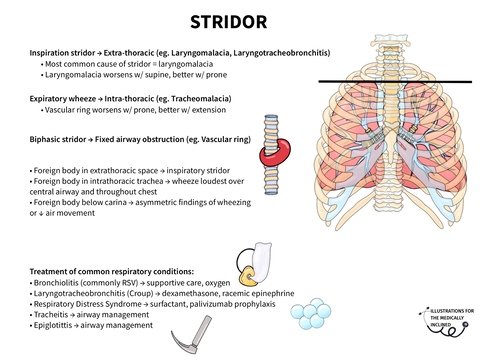 STRIDOR
Inspiration stridor → Extra-thoracic (eg. Laryngomalacia, Laryngotracheobronchitis)
• Most common cause of stridor = laryngomalacia
• Laryngomalacia worsens w/ supine, better w/ prone
Expiratory wheeze → Intra-thoracic (eg. Tracheomalacia)
• Vascular ring worsens w/ prone, better w/ extension
Biphasic stridor → Fixed airway obstruction (eg. Vascular ring)
• Foreign body in extrathoracic space → inspiratory stridor
• Foreign body in intrathoracic trachea → wheeze loudest over
central airway and throughout chest
• Foreign body below carina → asymmetric findings of wheezing
or ↓ air movement
Treatment of common respiratory conditions:
• Bronchiolitis (commonly RSV) → supportive care, oxygen
• Laryngotracheobronchitis (Croup) → dexamethasone, racemic epinephrine
• Respiratory Distress Syndrome → surfactant, palivizumab prophylaxis
• Tracheitis → airway management
• Epiglottitis → airway management
ILLUSTRATIONS FOR
THE MEDICALLY
INCLINED